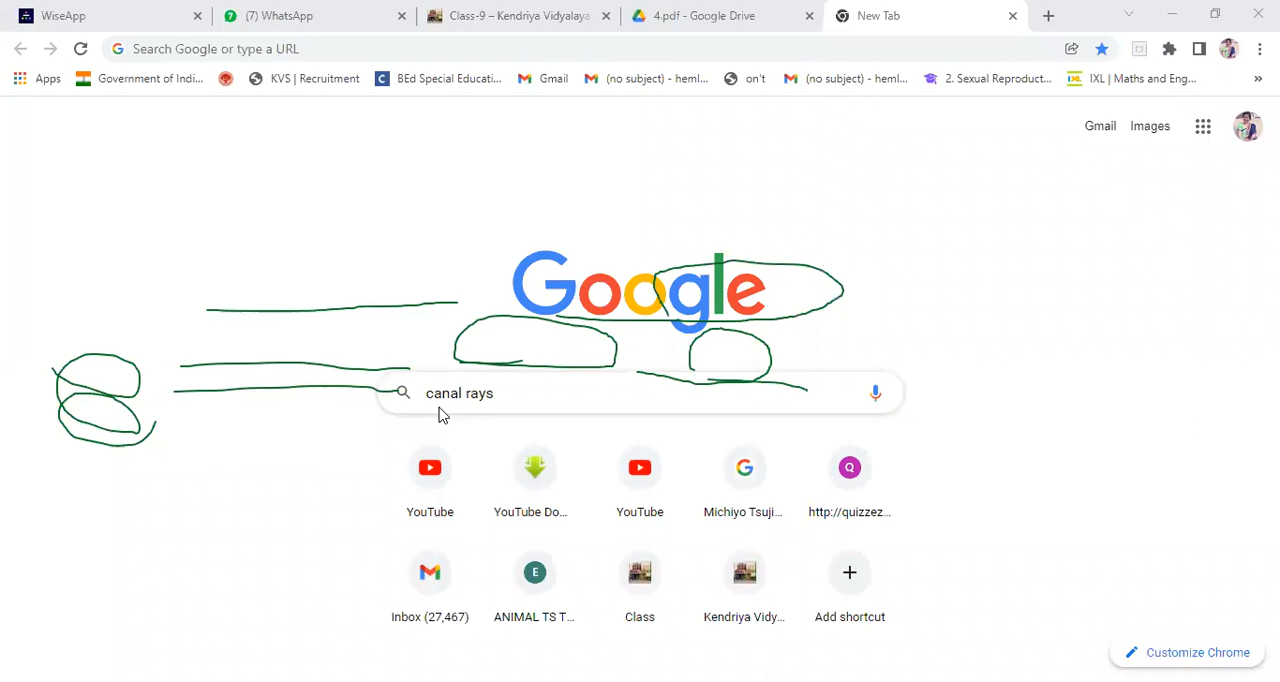 WiseApp
(7) WhatsApp
Class-9 – Kendriya Vidyalaya
4.pdf - Google Drive
New Tab
Search Google or type a URL
Apps
Government of Indi...
KVS | Recruitment
BEd Special Educati...
Gmail
(no subject) - heml...
on't
(no subject) - heml...
2. Sexual Reproduct...
IXL | Maths and Eng...
»
Gmail
Images
Google
canal rays
YouTube
YouTube Do...
YouTube
Michiyo Tsuji...
http://quizzez...
Inbox (27,467)
ANIMAL TS T...
Class
Kendriya Vidy...
Add shortcut
Customize Chrome